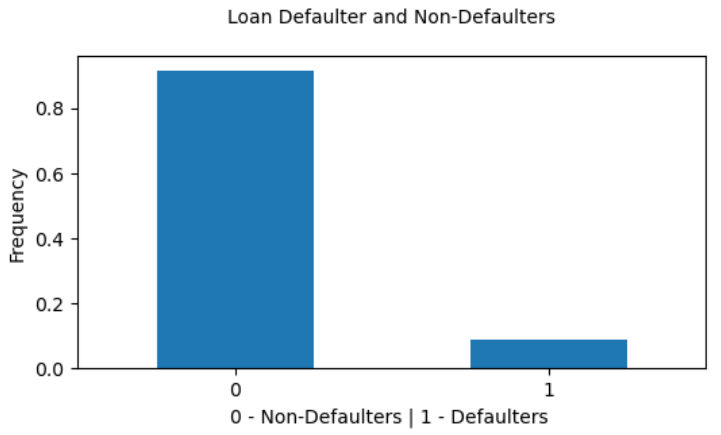 Loan Defaulter and Non-Defaulters
Frequency
0.8
0.6
0.4
0.2
0.0
0 1
0 - Non-Defaulters | 1 - Defaulters